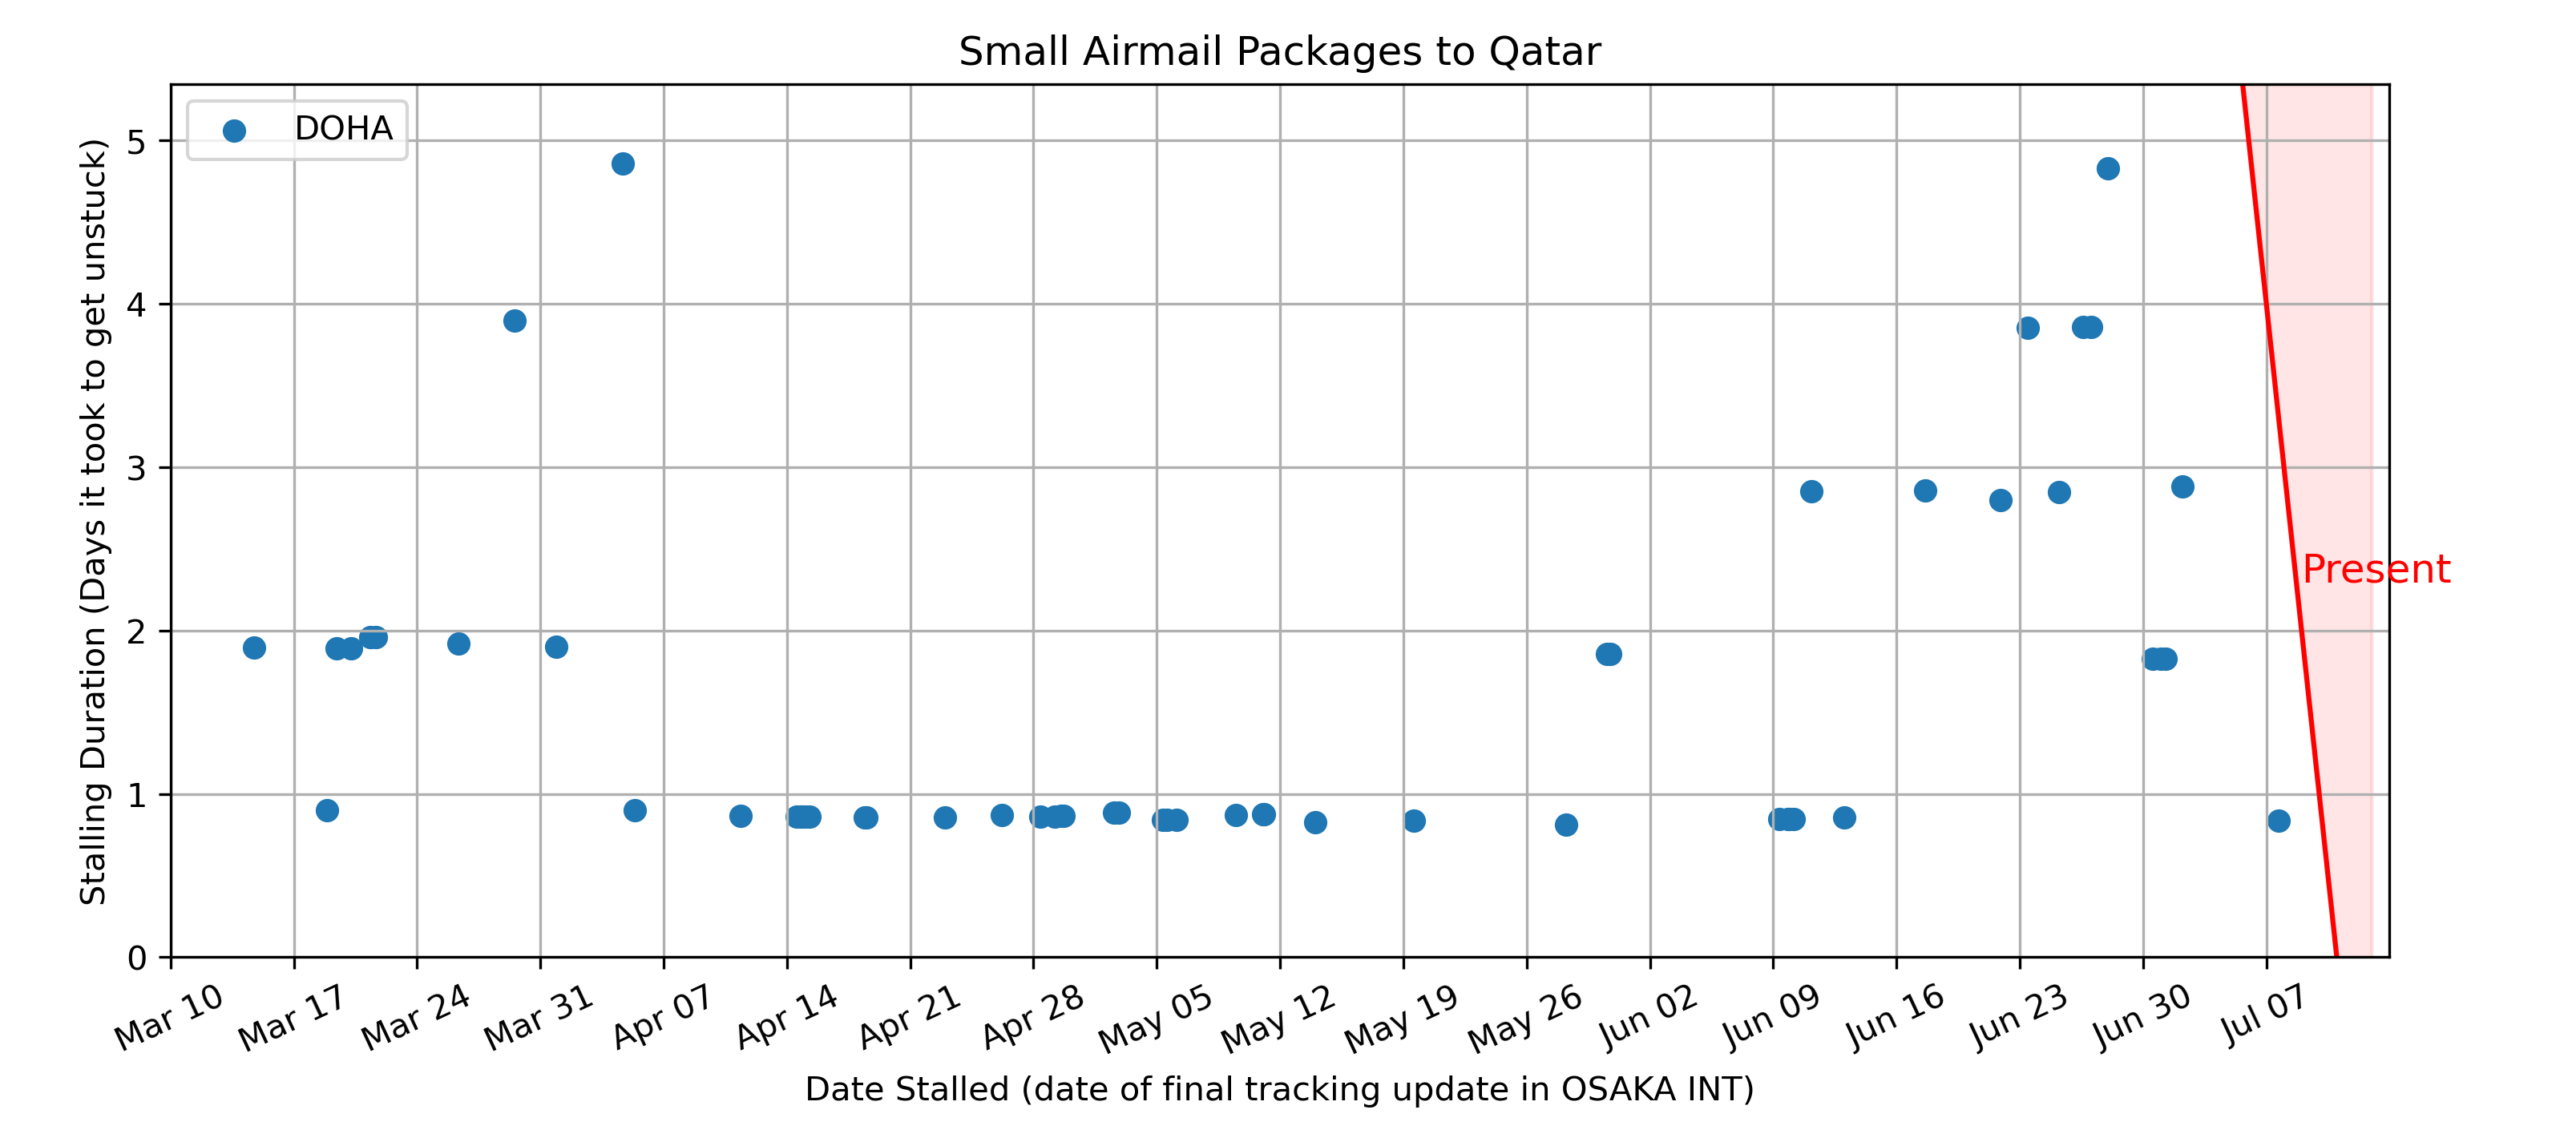 Small Airmail Packages to Qatar
DOHA
Stalling Duration (Days it took to get unstuck)
5
4
3
2
1
0
Present
Mar 10 Mar 17 Mar 24 Mar 31 Apr 07 Apr 14 Apr 21 Apr 28 May 05 May 12 May 19 May 26 Jun 02 Jun 09 Jun 16 Jun 23 Jun 30 Jul 07
Date Stalled (date of final tracking update in OSAKA INT)